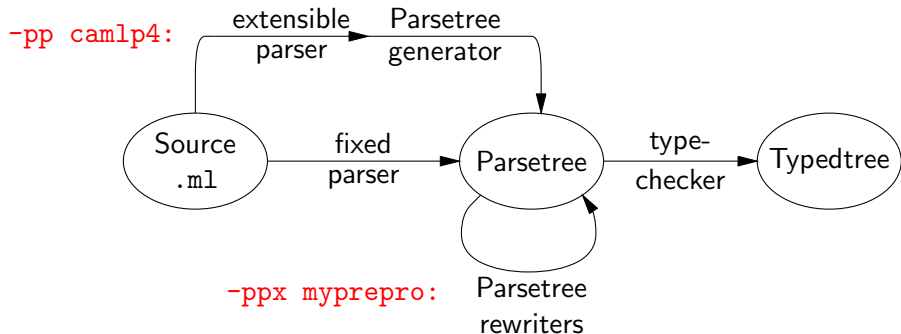 -pp camlp4:
extensible
parser
Parsetree
generator
Source
.ml
fixed
parser
Parsetree
type-
checker
Typedtree
-ppx myprepro:
Parsetree
rewriters